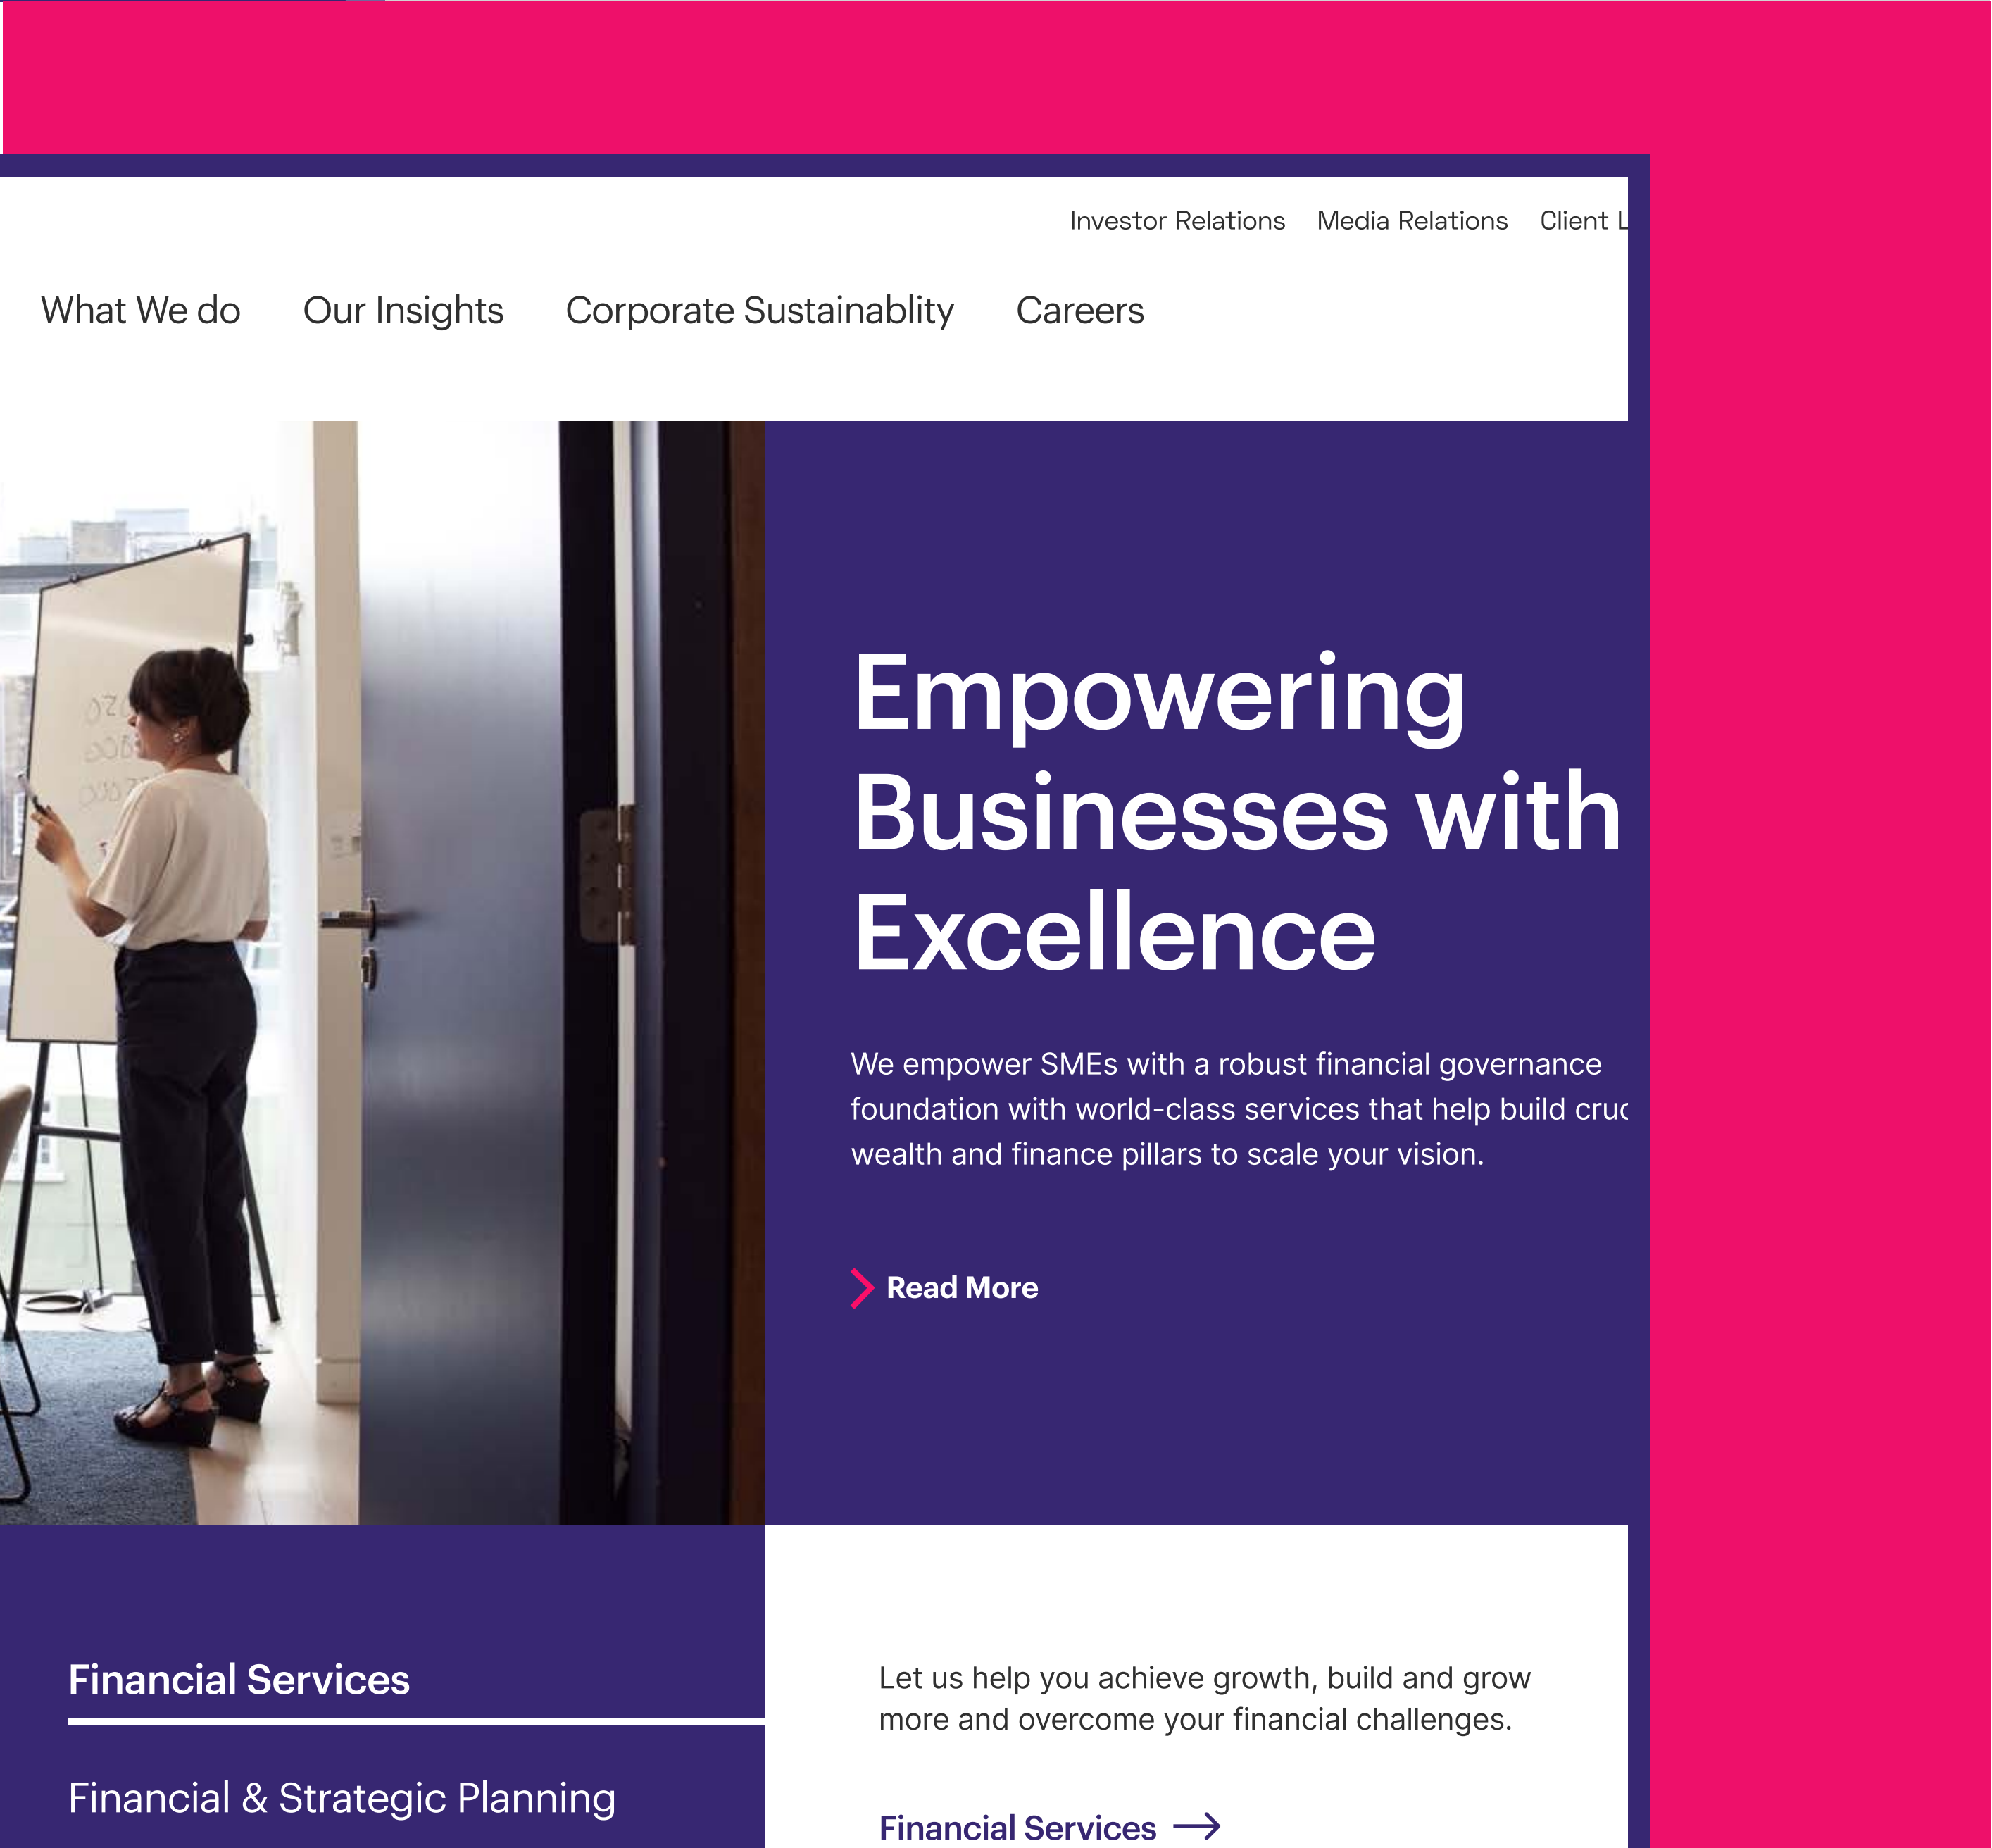 Investor Relations Media Relations Client L
What We do Our Insights Corporate Sustainablity Careers
Empowering
Businesses with
Excellence
We empower SMEs with a robust financial governance
foundation with world-class services that help build cruc
wealth and finance pillars to scale your vision.
Read More
Financial Services
Financial & Strategic Planning
Let us help you achieve growth, build and grow
more and overcome your financial challenges.
Financial Services →